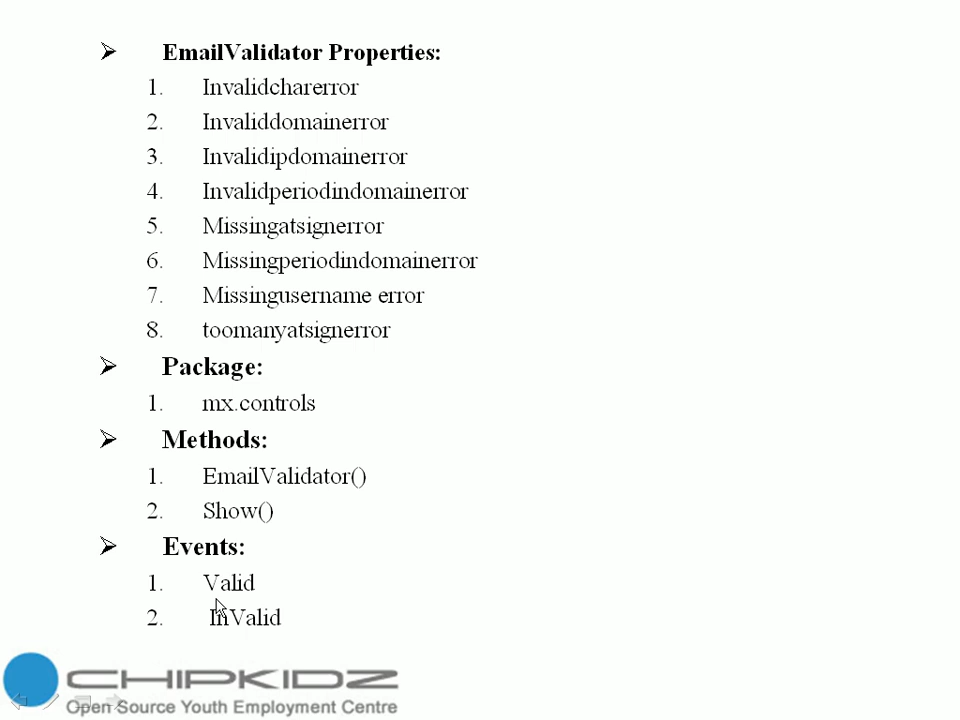 ➢ EmailValidator Properties:
1. Invalidcharerror
2. Invaliddomainerror
3. Invalidipdomainerror
4. Invalidperiodindomainerror
5. Missingatsignerror
6. Missingperiodindomainerror
7. Missingusername error
8. toomanyatsignerror
➢ Package:
1. mx.controls
➢ Methods:
1. EmailValidator()
2. Show()
➢ Events:
1. Valid
2. InValid
CHIPKIDZ
Open Source Youth Employment Centre